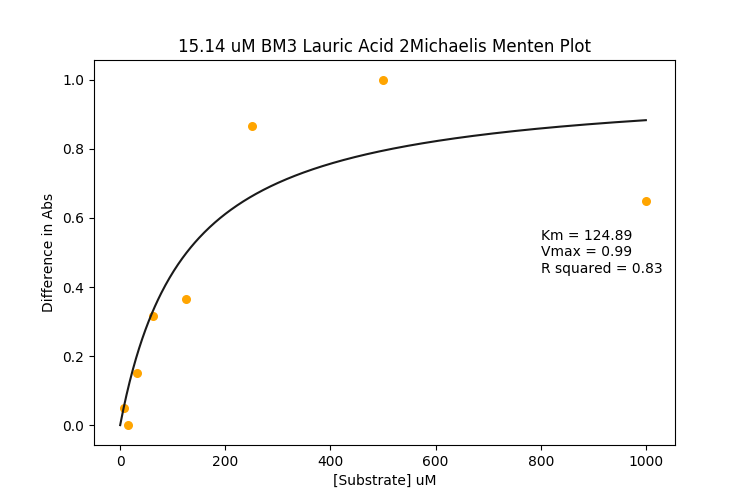 15.14 uM BM3 Lauric Acid 2Michaelis Menten Plot
1.0
0.8
0.6
0.4
0.2
0.0
Difference in Abs
Km = 124.89
Vmax = 0.99
R squared = 0.83
0 200 400 600 800 1000
[Substrate] uM